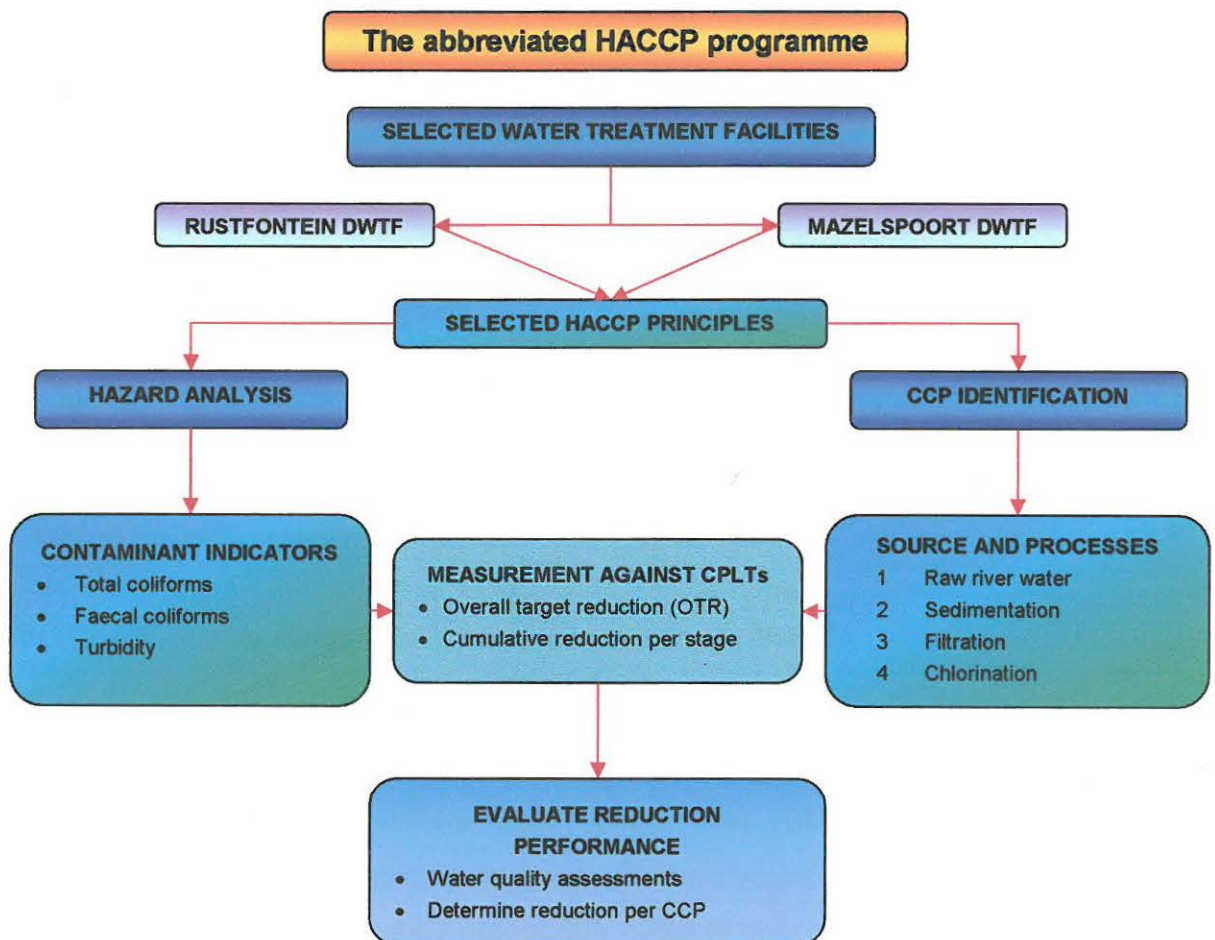 The abbreviated HACCP programme
SELECTED WATER TREATMENT FACILITIES
RUSTFONTEIN DWTF
MAZELSPOORT DWTF
SELECTED HACCP PRINCIPLES
HAZARD ANALYSIS
CCP IDENTIFICATION
CONTAMINANT INDICATORS
• Total coliforms
• Faecal coliforms
• Turbidity
MEASUREMENT AGAINST CPLTs
• Overall target reduction (OTR)
• Cumulative reduction per stage
SOURCE AND PROCESSES
1 Raw river water
2 Sedimentation
3 Filtration
4 Chlorination
EVALUATE REDUCTION
PERFORMANCE
• Water quality assessments
• Determine reduction per CCP